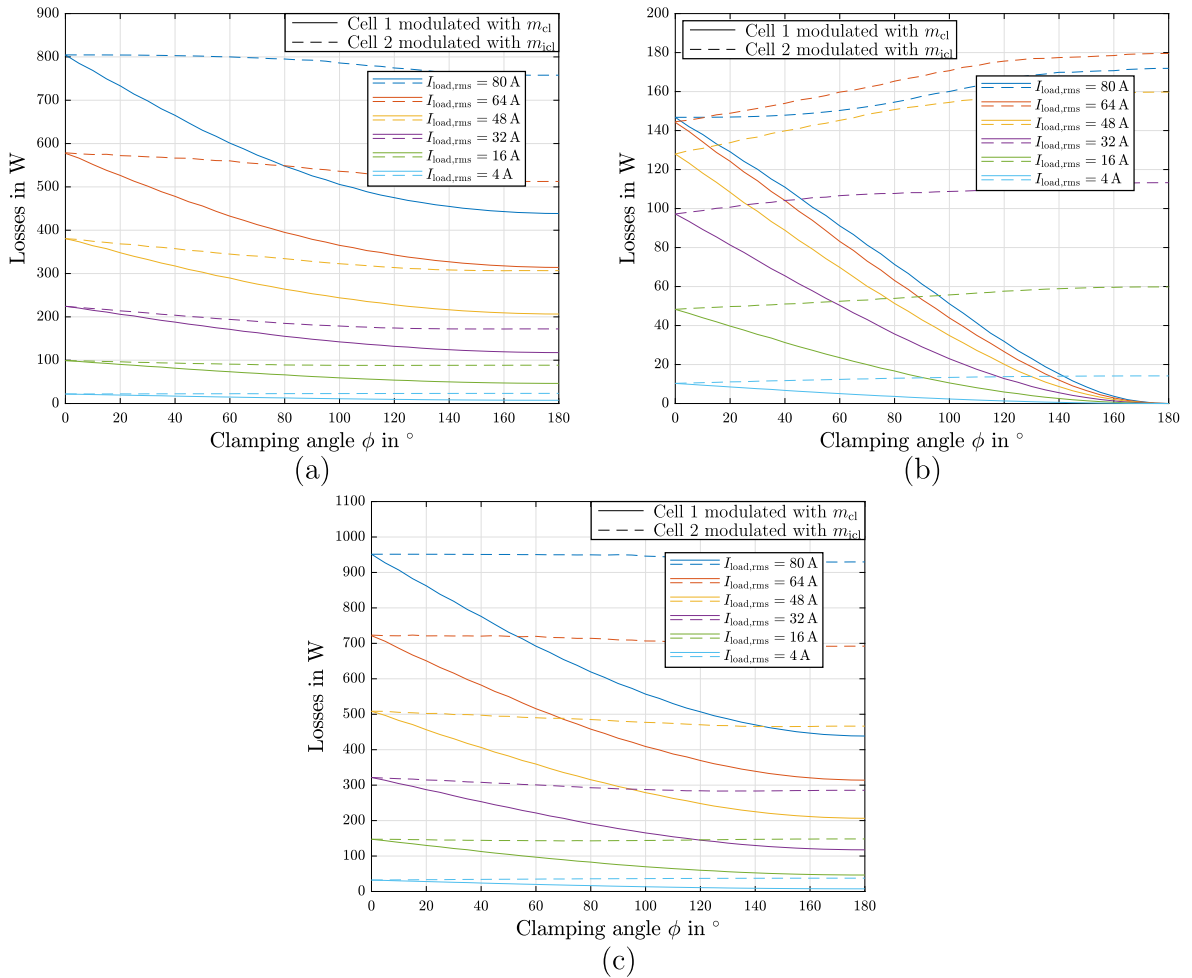 Cell 1 modulated with m_cl
Cell 2 modulated with m_icl
I_load,rms = 80 A
I_load,rms = 64 A
I_load,rms = 48 A
I_load,rms = 32 A
I_load,rms = 16 A
I_load,rms = 4 A
900
800
700
600
500
400
300
200
100
0
Losses in W
0 20 40 60 80 100 120 140 160 180
Clamping angle ϕ in °
(a)
Cell 1 modulated with m_cl
Cell 2 modulated with m_icl
I_load,rms = 80 A
I_load,rms = 64 A
I_load,rms = 48 A
I_load,rms = 32 A
I_load,rms = 16 A
I_load,rms = 4 A
200
180
160
140
120
100
80
60
40
20
0
Losses in W
0 20 40 60 80 100 120 140 160 180
Clamping angle ϕ in °
(b)
Cell 1 modulated with m_cl
Cell 2 modulated with m_icl
I_load,rms = 80 A
I_load,rms = 64 A
I_load,rms = 48 A
I_load,rms = 32 A
I_load,rms = 16 A
I_load,rms = 4 A
1100
1000
900
800
700
600
500
400
300
200
100
0
Losses in W
0 20 40 60 80 100 120 140 160 180
Clamping angle ϕ in °
(c)